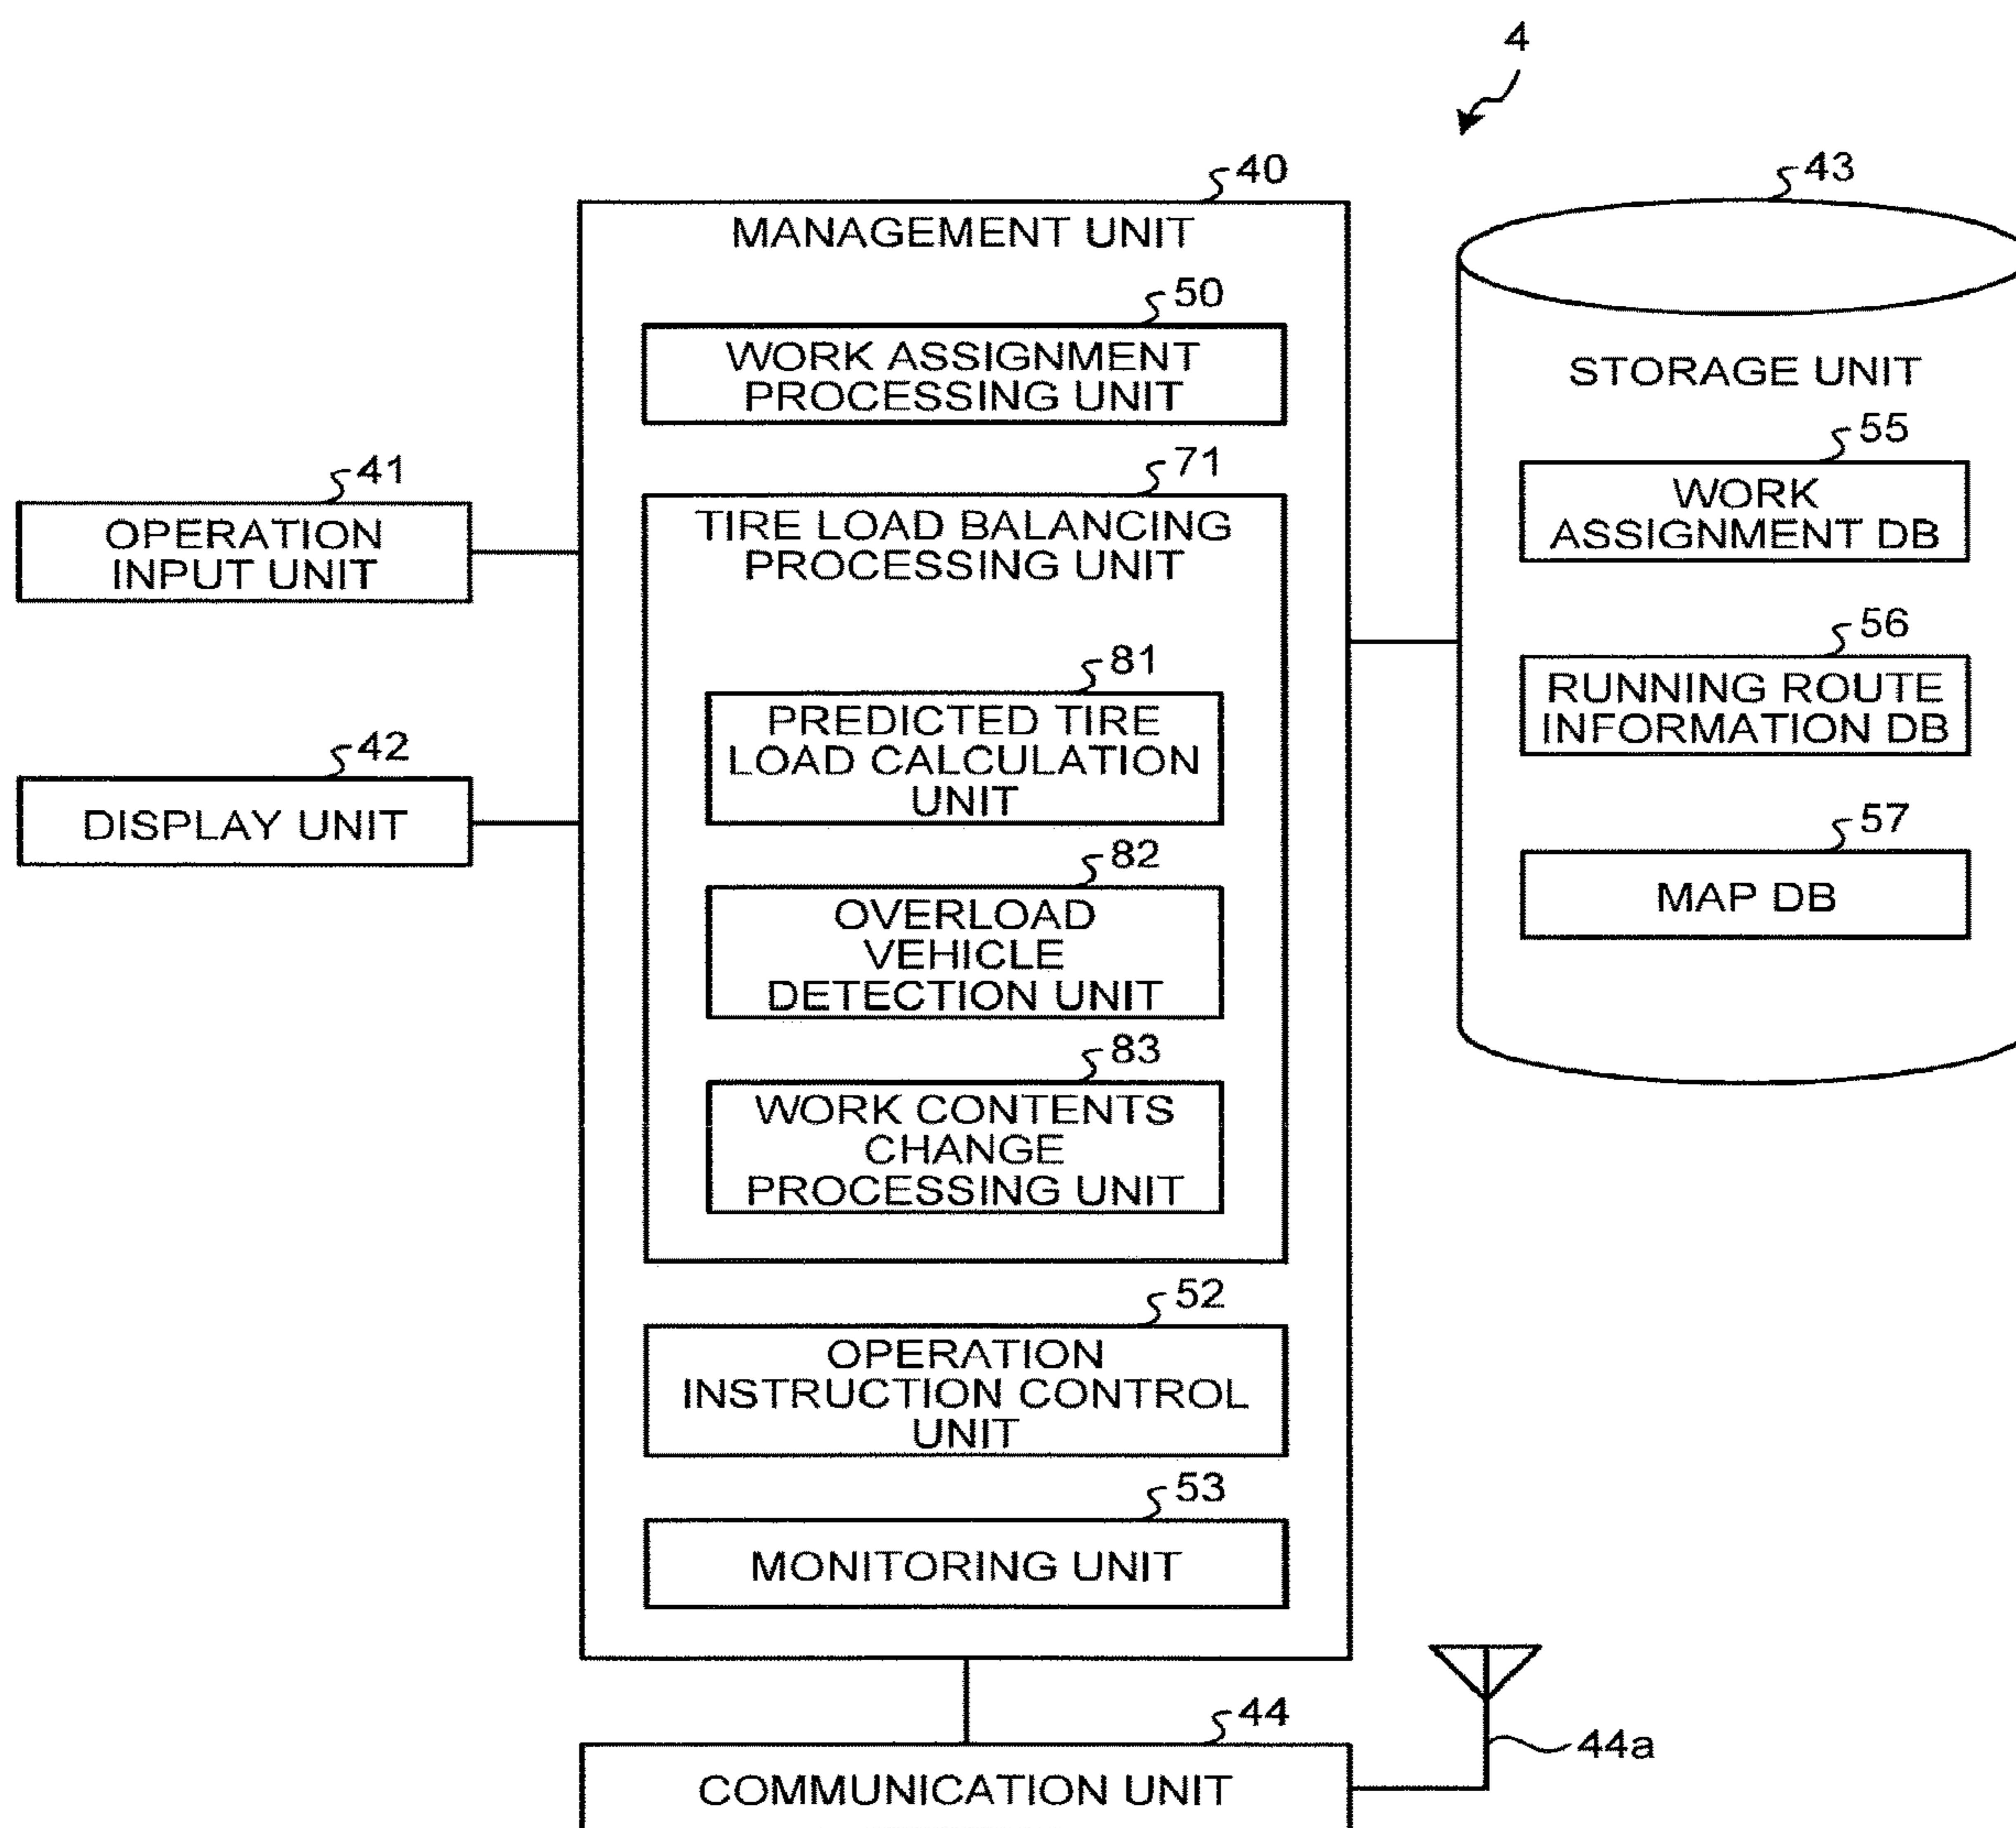 4
40
MANAGEMENT UNIT
50
WORK ASSIGNMENT
PROCESSING UNIT
71
TIRE LOAD BALANCING
PROCESSING UNIT
81
PREDICTED TIRE
LOAD CALCULATION
UNIT
82
OVERLOAD
VEHICLE
DETECTION UNIT
83
WORK CONTENTS
CHANGE
PROCESSING UNIT
52
OPERATION
INSTRUCTION CONTROL
UNIT
53
MONITORING UNIT
41
OPERATION
INPUT UNIT
42
DISPLAY UNIT
43
STORAGE UNIT
55
WORK
ASSIGNMENT DB
56
RUNNING ROUTE
INFORMATION DB
57
MAP DB
44
COMMUNICATION UNIT
44a